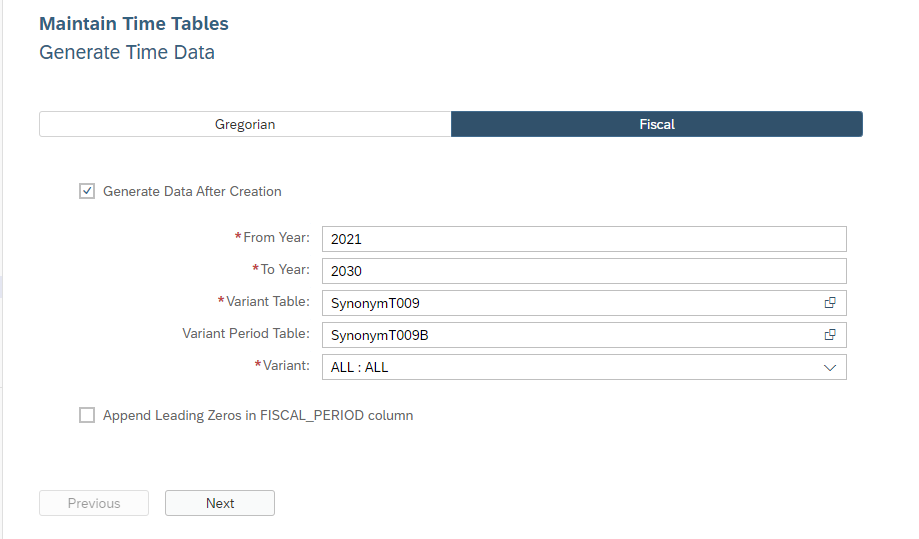 Maintain Time Tables
Generate Time Data
Gregorian Fiscal
Generate Data After Creation
*From Year: 2021
*To Year: 2030
*Variant Table: SynonymT009
Variant Period Table: SynonymT009B
*Variant: ALL : ALL
Append Leading Zeros in FISCAL_PERIOD column
Previous Next